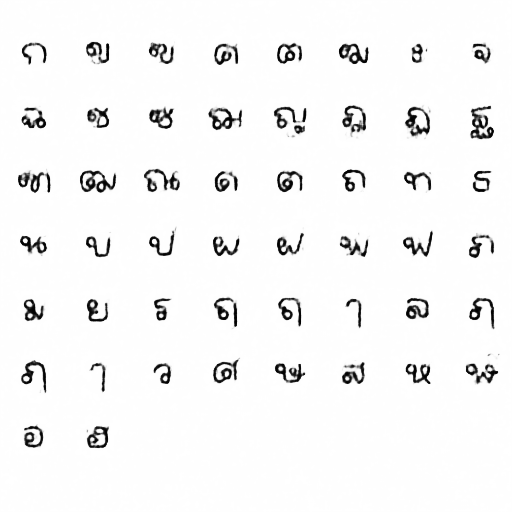 ก ข ฃ ค ฅ ฆ ง จ
ฉ ช ซ ฌ ญ ฎ ฏ ฐ
ฑ ฒ ณ ด ต ถ ท ธ
น บ ป ผ ฝ พ ฟ ภ
ม ย ร ฤ ฤ ๅ ล ฦ
ฦ ๅ ว ศ ษ ส ห ฬ
อ ฮ